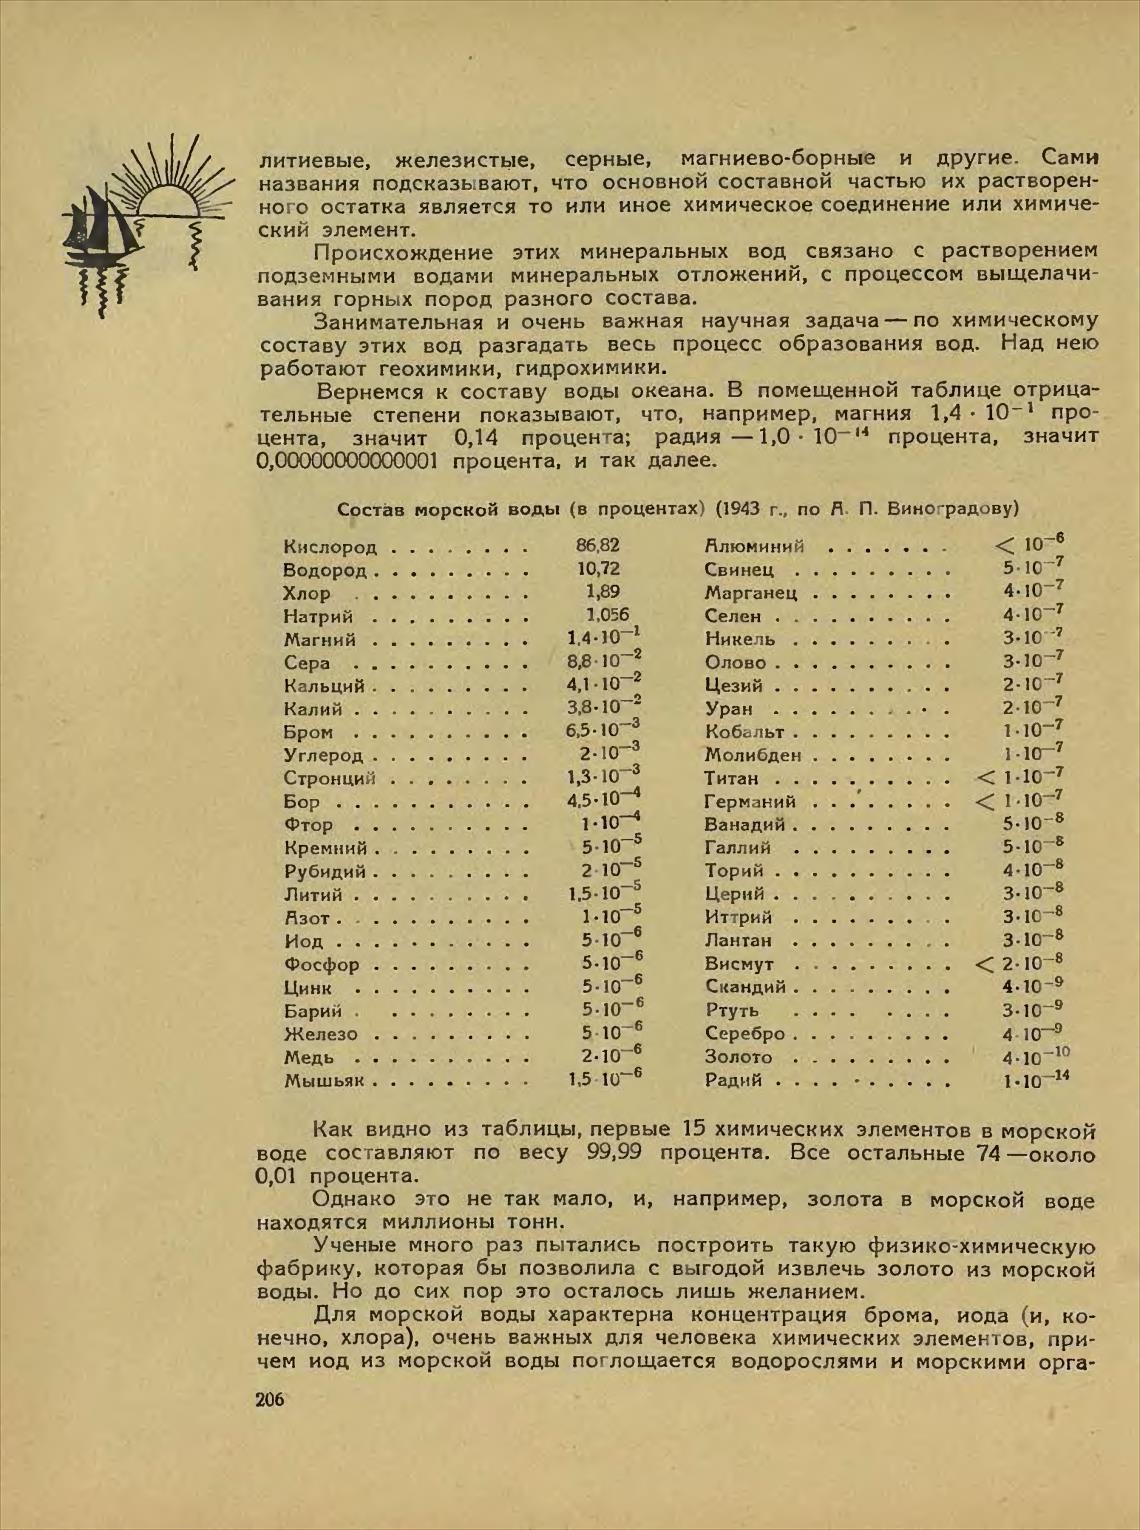 литиевые, железистые, серные, магниево-борные и другие. Сами
названия подсказывают, что основной составной частью их растворен-
ного остатка является то или иное химическое соединение или химиче-
ский элемент.
Происхождение этих минеральных вод связано с растворением
подземными водами минеральных отложений, с процессом выщелачи-
вания горных пород разного состава.
Занимательная и очень важная научная задача — по химическому
составу этих вод разгадать весь процесс образования вод. Над нею
работают геохимики, гидрохимики.
Вернемся к составу воды океана. В помещенной таблице отрица-
тельные степени показывают, что, например, магния 1,4 · 10⁻¹ про-
цента, значит 0,14 процента; радия — 1,0 · 10⁻¹⁴ процента, значит
0,00000000000001 процента, и так далее.
Состав морской воды (в процентах) (1943 г., по А. П. Виноградову)
Кислород . . . . . . . . 86,82
Водород . . . . . . . . . 10,72
Хлор . . . . . . . . . . 1,89
Натрий . . . . . . . . . 1,056
Магний . . . . . . . . . 1,4·10⁻¹
Сера . . . . . . . . . . 8,8·10⁻²
Кальций . . . . . . . . . 4,1·10⁻²
Калий . . . . . . . . . . 3,8·10⁻²
Бром . . . . . . . . . . 6,5·10⁻³
Углерод . . . . . . . . . 2·10⁻³
Стронций . . . . . . . . 1,3·10⁻³
Бор . . . . . . . . . . . 4,5·10⁻⁴
Фтор . . . . . . . . . . 1·10⁻⁴
Кремний . . . . . . . . . 5·10⁻⁵
Рубидий . . . . . . . . . 2·10⁻⁵
Литий . . . . . . . . . . 1,5·10⁻⁵
Азот . . . . . . . . . . . 1·10⁻⁵
Иод . . . . . . . . . . . 5·10⁻⁶
Фосфор . . . . . . . . . 5·10⁻⁶
Цинк . . . . . . . . . . 5·10⁻⁶
Барий . . . . . . . . . 5·10⁻⁶
Железо . . . . . . . . . 5·10⁻⁶
Медь . . . . . . . . . . 2·10⁻⁶
Мышьяк . . . . . . . . . 1,5·10⁻⁶
Алюминий . . . . . . . < 10⁻⁶
Свинец . . . . . . . . . 5·10⁻⁷
Марганец . . . . . . . . 4·10⁻⁷
Селен . . . . . . . . . . 4·10⁻⁷
Никель . . . . . . . . . 3·10⁻⁷
Олово . . . . . . . . . . 3·10⁻⁷
Цезий . . . . . . . . . . 2·10⁻⁷
Уран . . . . . . . . . . 2·10⁻⁷
Кобальт . . . . . . . . . 1·10⁻⁷
Молибден . . . . . . . . 1·10⁻⁷
Титан . . . . . . . . . . < 1·10⁻⁷
Германий . . . . . . . . < 1·10⁻⁷
Ванадий . . . . . . . . . 5·10⁻⁸
Галлий . . . . . . . . . 5·10⁻⁸
Торий . . . . . . . . . . 4·10⁻⁸
Церий . . . . . . . . . . 3·10⁻⁸
Иттрий . . . . . . . . . 3·10⁻⁸
Лантан . . . . . . . . . 3·10⁻⁸
Висмут . . . . . . . . . < 2·10⁻⁸
Скандий . . . . . . . . . 4·10⁻⁹
Ртуть . . . . . . . . 3·10⁻⁹
Серебро . . . . . . . . . 4·10⁻⁹
Золото . . . . . . . . . 4·10⁻¹⁰
Радий . . . . . . . . . . 1·10⁻¹⁴
Как видно из таблицы, первые 15 химических элементов в морской
воде составляют по весу 99,99 процента. Все остальные 74 — около
0,01 процента.
Однако это не так мало, и, например, золота в морской воде
находятся миллионы тонн.
Ученые много раз пытались построить такую физико-химическую
фабрику, которая бы позволила с выгодой извлечь золото из морской
воды. Но до сих пор это осталось лишь желанием.
Для морской воды характерна концентрация брома, иода (и, ко-
нечно, хлора), очень важных для человека химических элементов, при-
чем иод из морской воды поглощается водорослями и морскими орга-
206